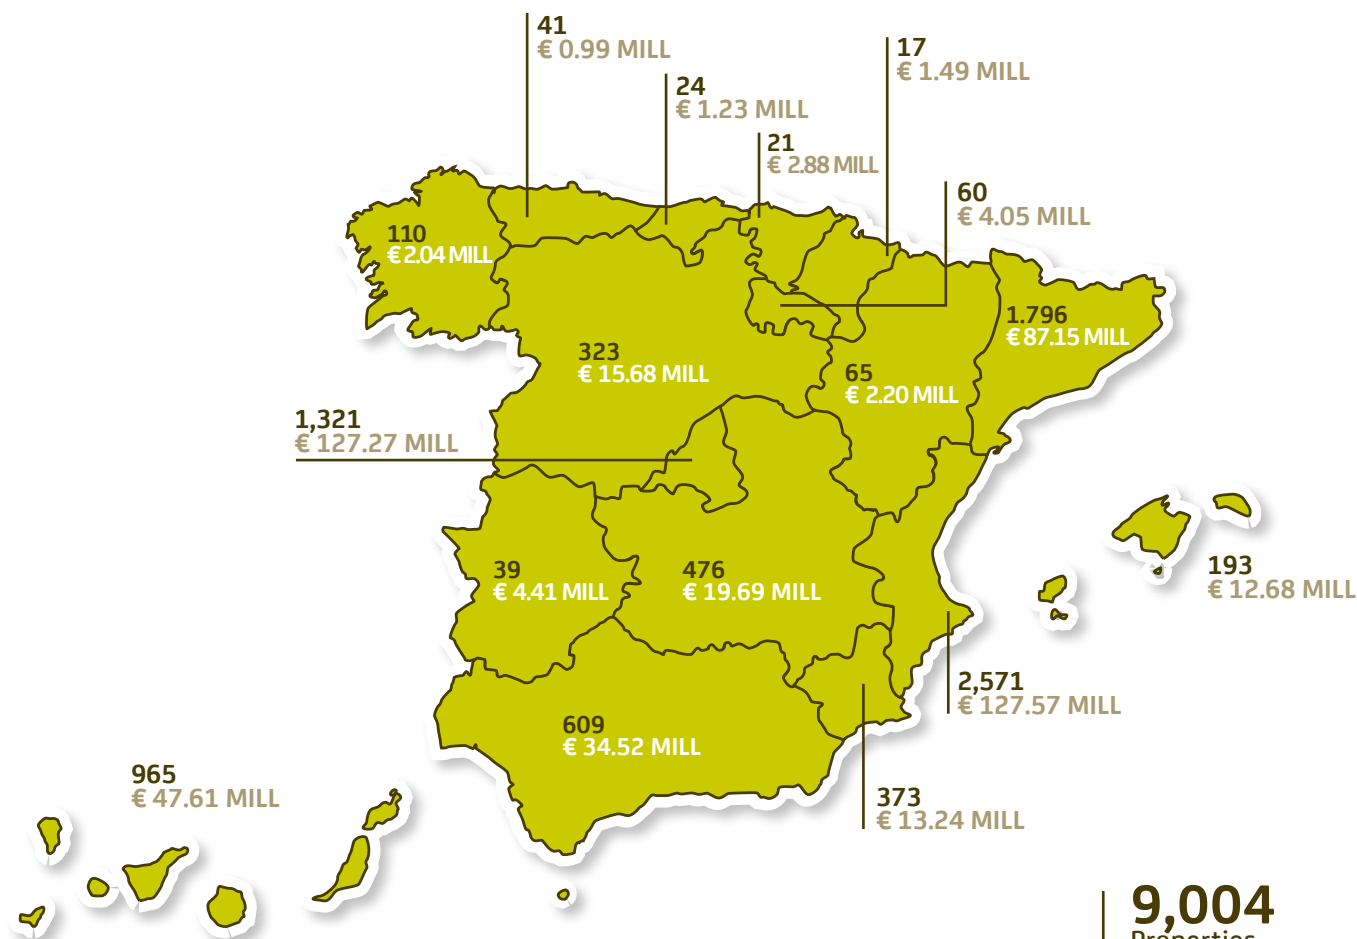 41
€ 0.99 MILL
17
€ 1.49 MILL
24
€ 1.23 MILL
21
€ 2.88 MILL
60
€ 4.05 MILL
110
€ 2.04 MILL
1.796
€ 87.15 MILL
323
€ 15.68 MILL
65
€ 2.20 MILL
1,321
€ 127.27 MILL
39
€ 4.41 MILL
476
€ 19.69 MILL
193
€ 12.68 MILL
2,571
€ 127.57 MILL
609
€ 34.52 MILL
965
€ 47.61 MILL
373
€ 13.24 MILL
9,004
Properties